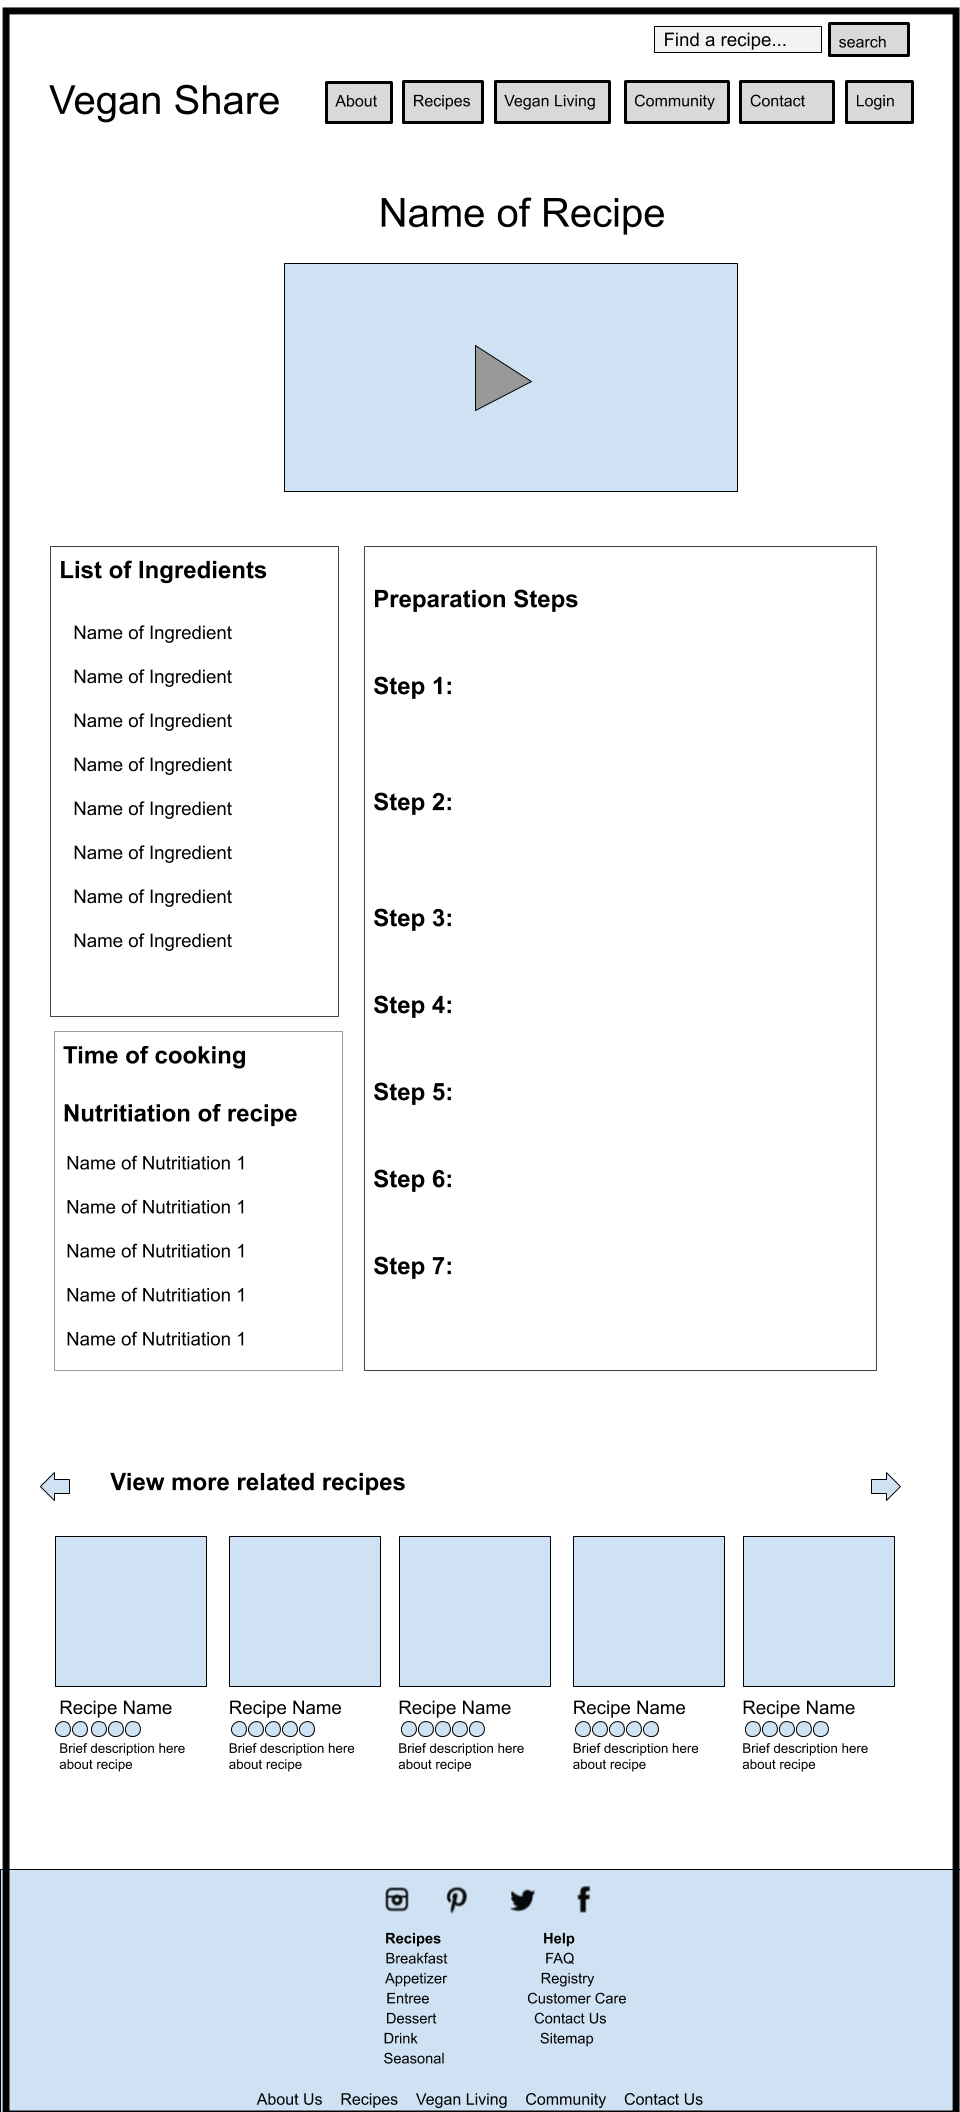 Find a recipe...
search
Vegan Share
About
Recipes
Vegan Living
Community
Contact
Login
Name of Recipe
List of Ingredients
Name of Ingredient
Name of Ingredient
Name of Ingredient
Name of Ingredient
Name of Ingredient
Name of Ingredient
Name of Ingredient
Name of Ingredient
Time of cooking
Nutritiation of recipe
Name of Nutritiation 1
Name of Nutritiation 1
Name of Nutritiation 1
Name of Nutritiation 1
Name of Nutritiation 1
Preparation Steps
Step 1:
Step 2:
Step 3:
Step 4:
Step 5:
Step 6:
Step 7:
View more related recipes
Recipe Name
Brief description here
about recipe
Recipe Name
Brief description here
about recipe
Recipe Name
Brief description here
about recipe
Recipe Name
Brief description here
about recipe
Recipe Name
Brief description here
about recipe
Recipes
Breakfast
Appetizer
Entree
Dessert
Drink
Seasonal
Help
FAQ
Registry
Customer Care
Contact Us
Sitemap
About Us Recipes Vegan Living Community Contact Us